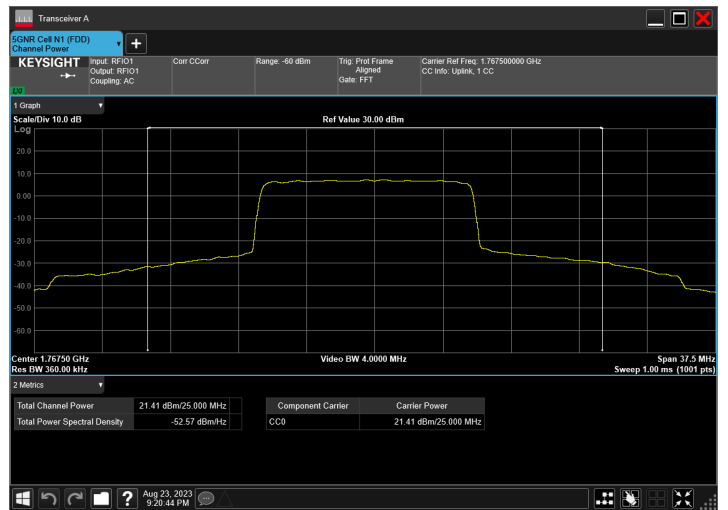 Transceiver A
5GNR Cell N1 (FDD)
Channel Power
KEYSIGHT
LXI
Input: RFIO1
Output: RFIO1
Coupling: AC
Corr CCorr
Range: -60 dBm
Trig: Prot Frame
Aligned
Gate: FFT
Carrier Ref Freq: 1.767500000 GHz
CC Info: Uplink, 1 CC
1 Graph
Scale/Div 10.0 dB
Ref Value 30.00 dBm
Log
20.0
10.0
0.00
-10.0
-20.0
-30.0
-40.0
-50.0
-60.0
Center 1.76750 GHz
Video BW 4.0000 MHz
Span 37.5 MHz
Res BW 360.00 kHz
Sweep 1.00 ms (1001 pts)
2 Metrics
Total Channel Power 21.41 dBm/25.000 MHz
Total Power Spectral Density -52.57 dBm/Hz
Component Carrier Carrier Power
CC0 21.41 dBm/25.000 MHz
?
Aug 23, 2023
9:20:44 PM